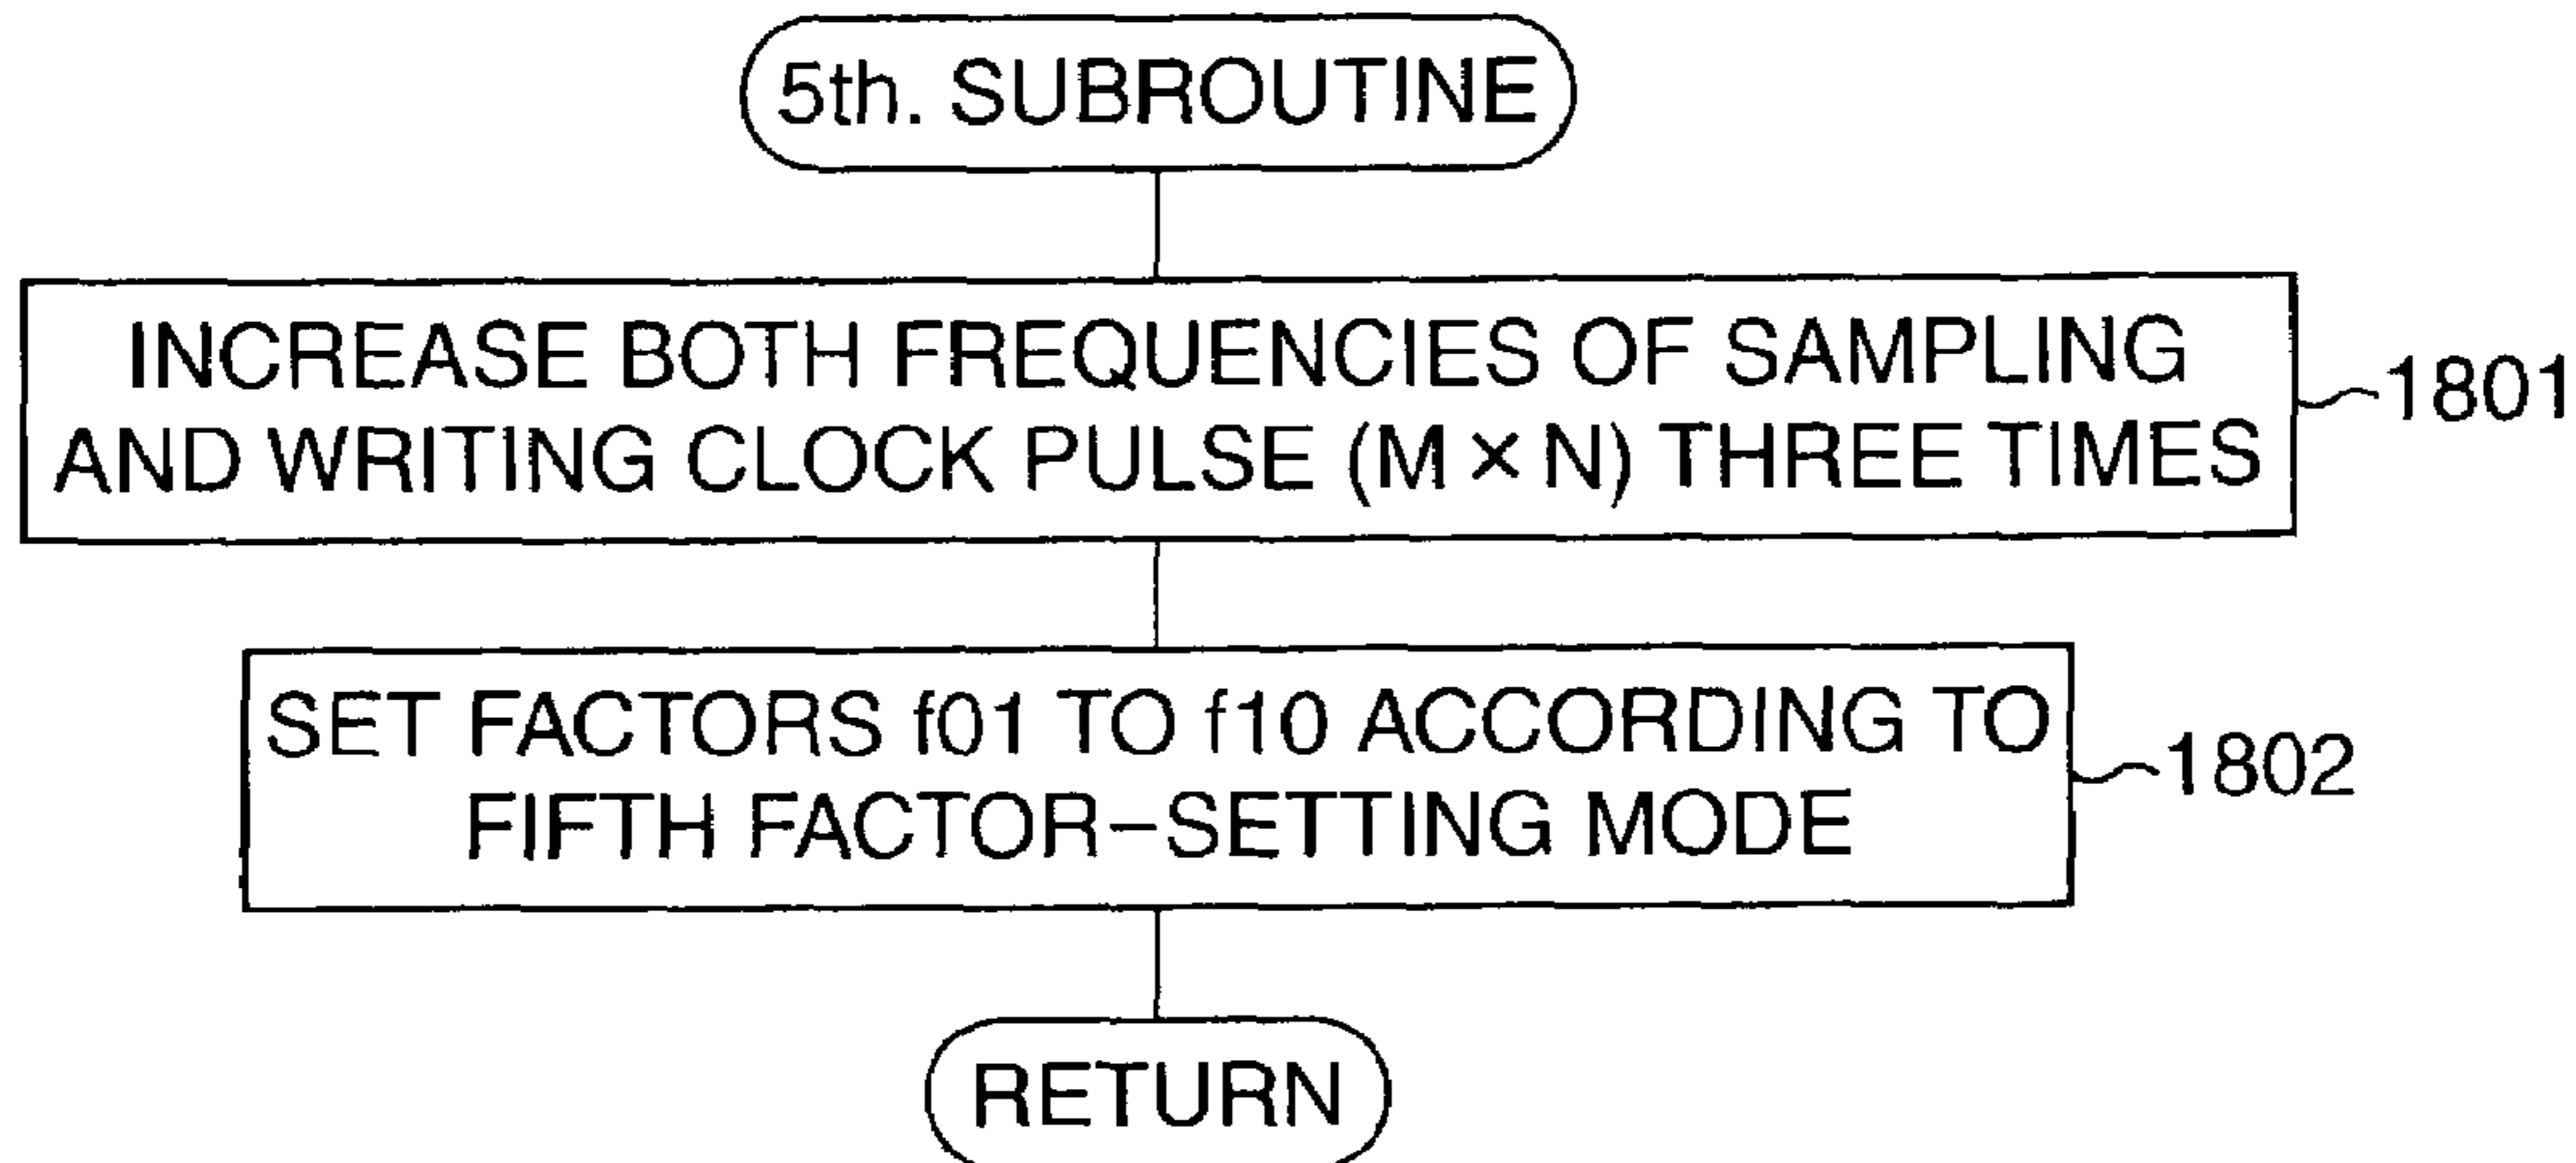 5th. SUBROUTINE
INCREASE BOTH FREQUENCIES OF SAMPLING
AND WRITING CLOCK PULSE (M × N) THREE TIMES
1801
SET FACTORS f01 TO f10 ACCORDING TO
FIFTH FACTOR-SETTING MODE
1802
RETURN